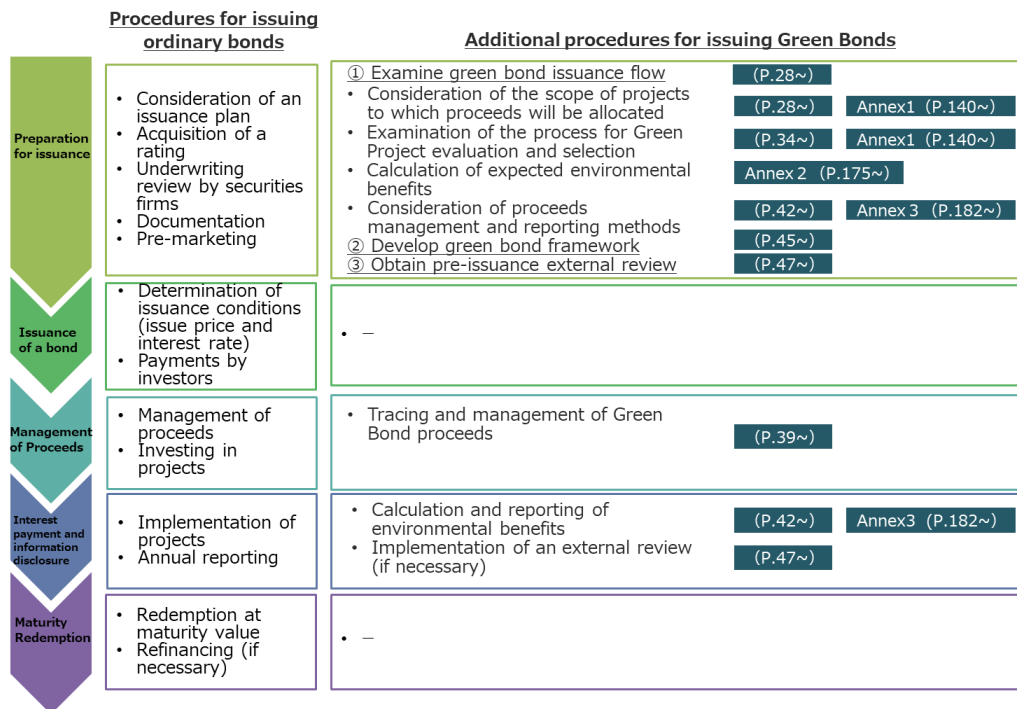 Procedures for issuing
ordinary bonds
Additional procedures for issuing Green Bonds
Preparation
for issuance
• Consideration of an
issuance plan
• Acquisition of a
rating
• Underwriting
review by securities
firms
• Documentation
• Pre-marketing
① Examine green bond issuance flow
(P.28~)
• Consideration of the scope of projects
to which proceeds will be allocated
(P.28~) Annex1 (P.140~)
• Examination of the process for Green
Project evaluation and selection
(P.34~) Annex1 (P.140~)
• Calculation of expected environmental
benefits
Annex 2 (P.175~)
• Consideration of proceeds
management and reporting methods
(P.42~) Annex 3 (P.182~)
② Develop green bond framework
(P.45~)
③ Obtain pre-issuance external review
(P.47~)
Issuance
of a bond
• Determination of
issuance conditions
(issue price and
interest rate)
• Payments by
investors
• –
Management
of Proceeds
• Management of
proceeds
• Investing in
projects
• Tracing and management of Green
Bond proceeds
(P.39~)
Interest
payment and
information
disclosure
• Implementation of
projects
• Annual reporting
• Calculation and reporting of
environmental benefits
(P.42~) Annex3 (P.182~)
• Implementation of an external review
(if necessary)
(P.47~)
Maturity
Redemption
• Redemption at
maturity value
• Refinancing (if
necessary)
• –